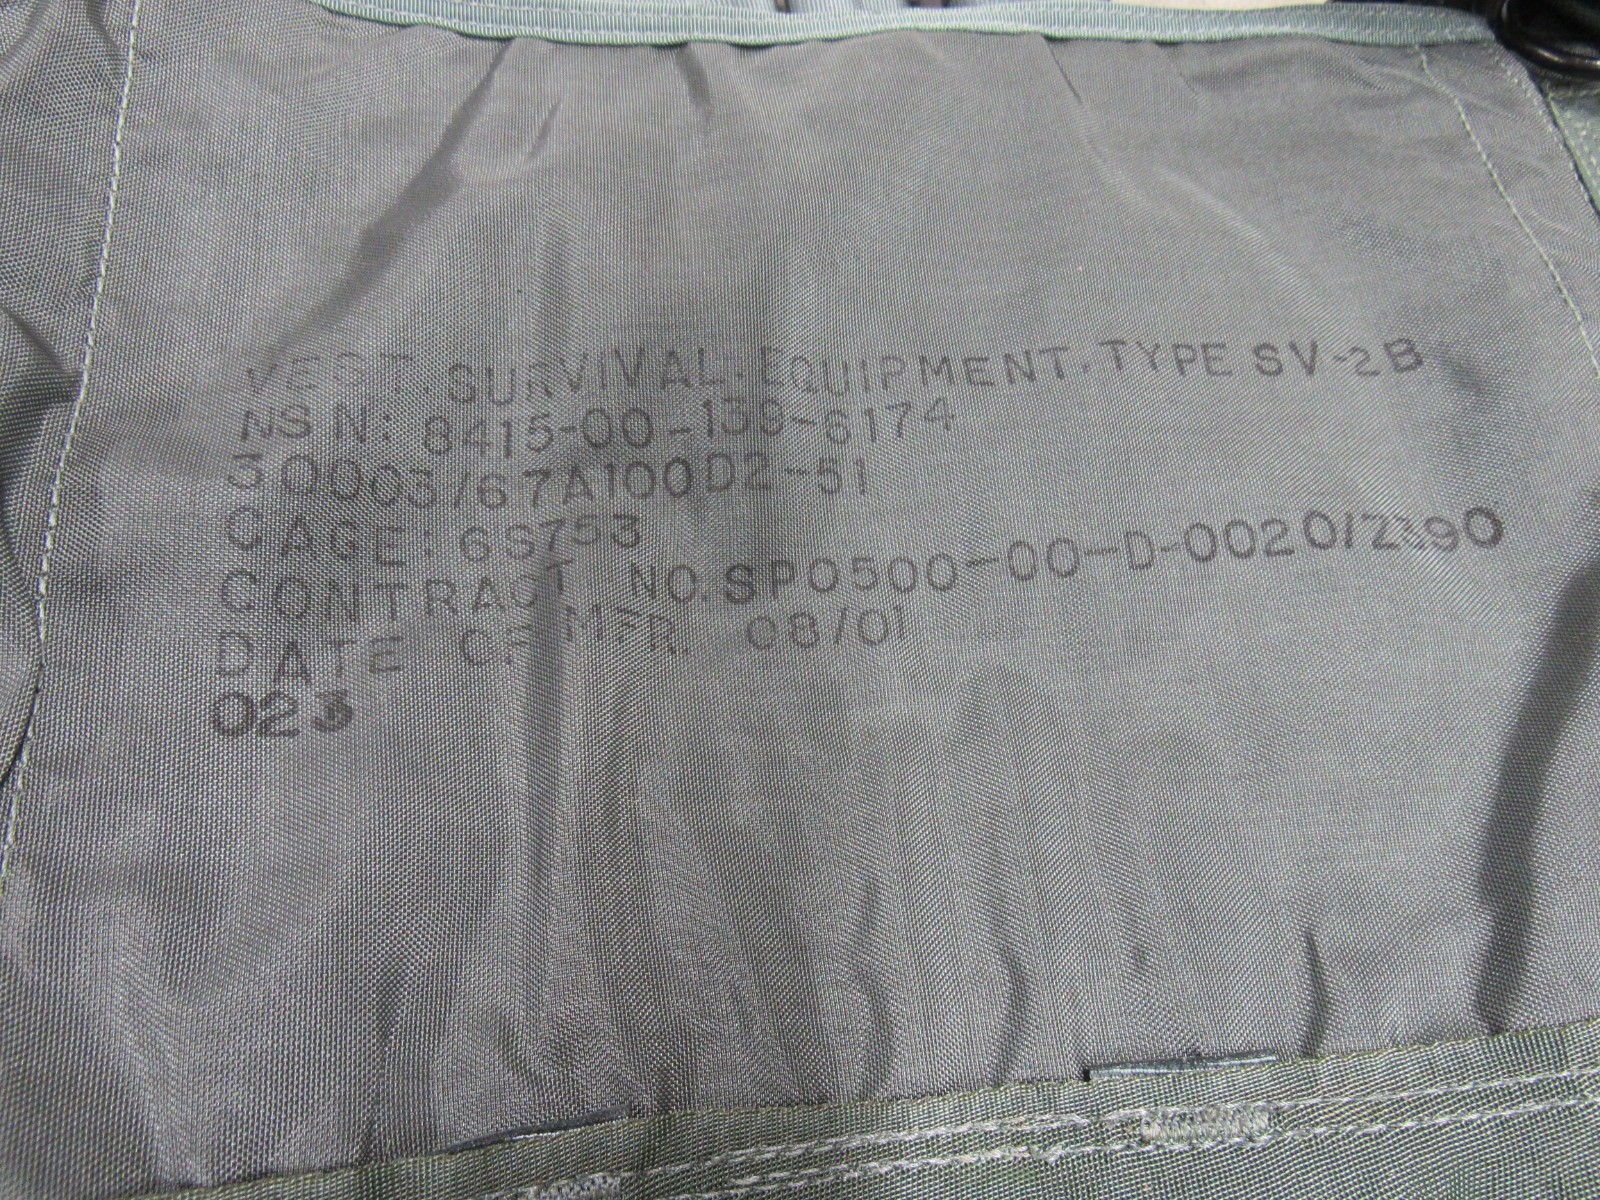 VEST. SURVIVAL. EQUIPMENT. TYPE SV-2B
NSN: 8415-00-139-6174
30003/67A100D2-51
CAGE: 6S753
CONTRACT NO. SP0500-00-D-0020/
DATE OF MFR. 08/01
023